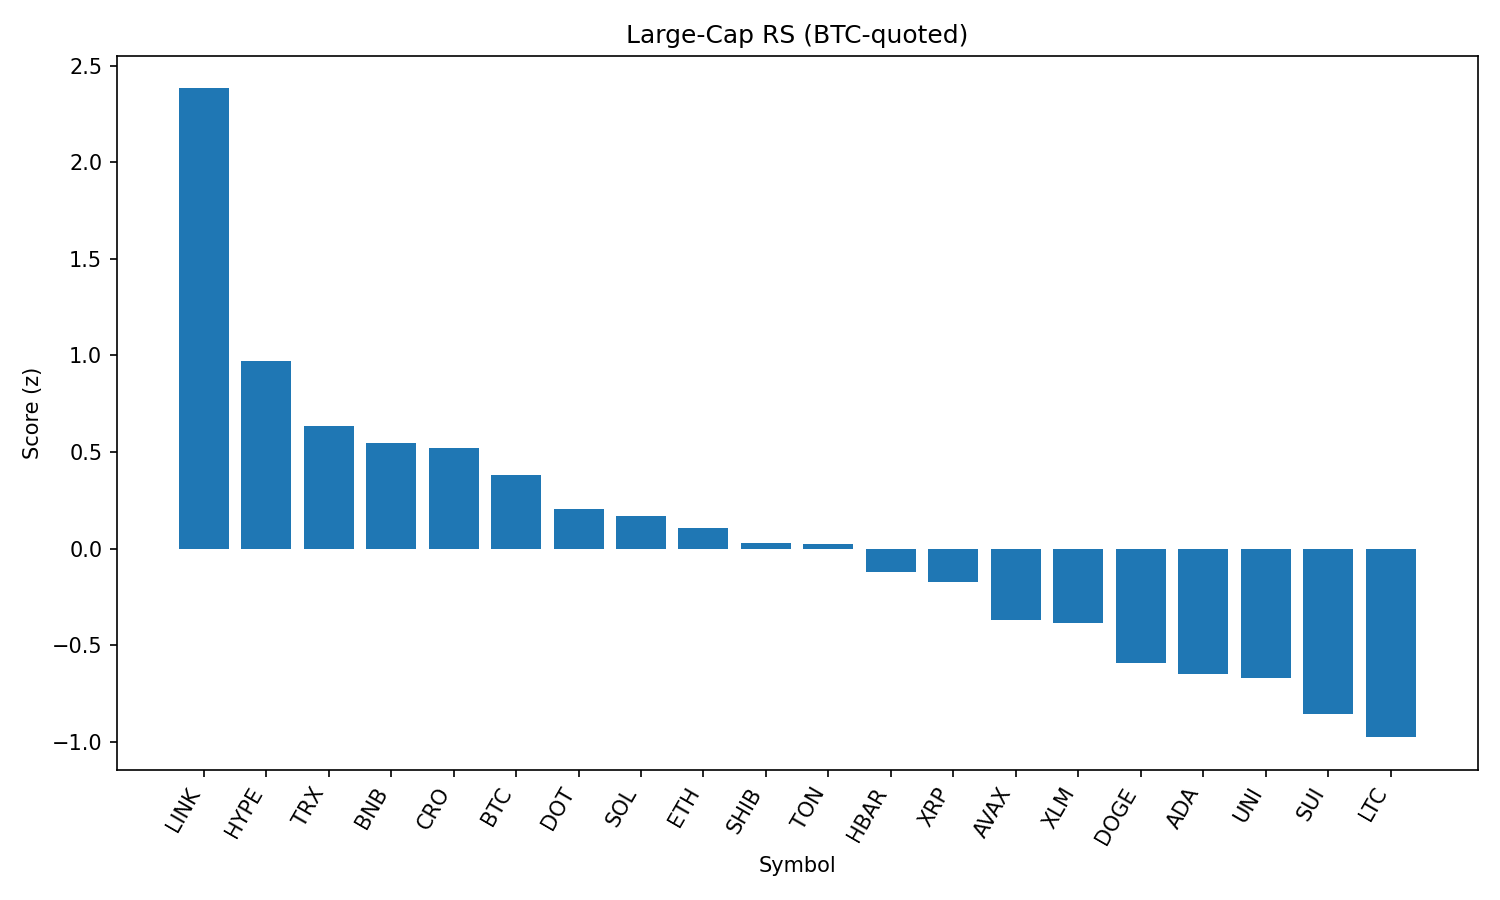 Large-Cap RS (BTC-quoted)
Score (z)
2.5
2.0
1.5
1.0
0.5
0.0
−0.5
−1.0
LINK
HYPE
TRX
BNB
CRO
BTC
DOT
SOL
ETH
SHIB
TON
HBAR
XRP
AVAX
XLM
DOGE
ADA
UNI
SUI
LTC
Symbol